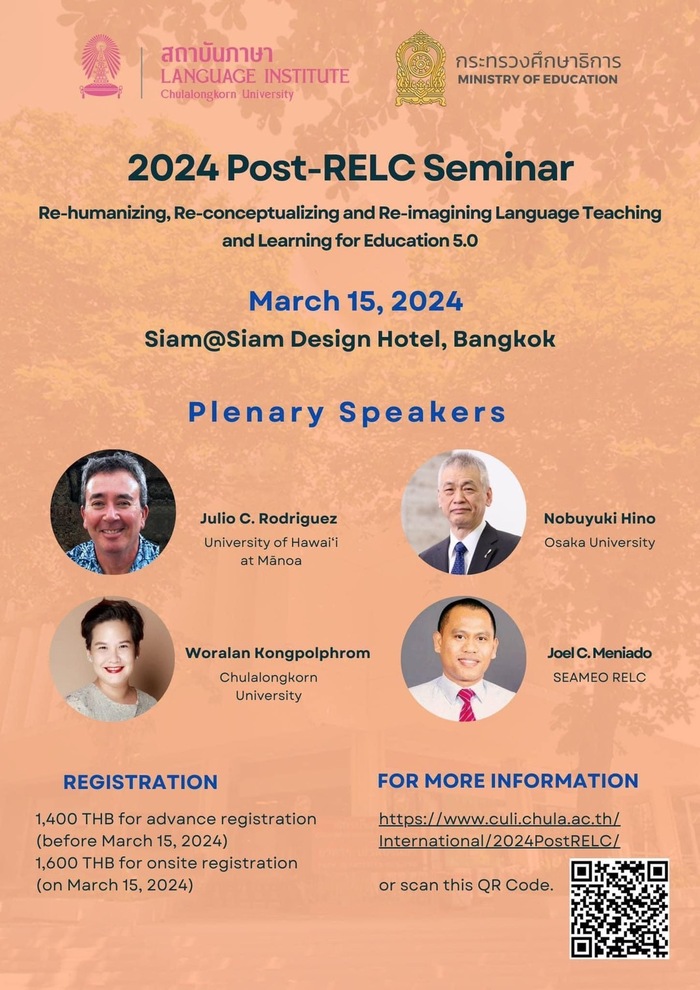 สถาบันภาษา
LANGUAGE INSTITUTE
Chulalongkorn University
กระทรวงศึกษาธิการ
MINISTRY OF EDUCATION
2024 Post-RELC Seminar
Re-humanizing, Re-conceptualizing and Re-imagining Language Teaching
and Learning for Education 5.0
March 15, 2024
Siam@Siam Design Hotel, Bangkok
Plenary Speakers
Julio C. Rodriguez
University of Hawaiʻi
at Mānoa
Nobuyuki Hino
Osaka University
Woralan Kongpolphrom
Chulalongkorn
University
Joel C. Meniado
SEAMEO RELC
REGISTRATION
1,400 THB for advance registration
(before March 15, 2024)
1,600 THB for onsite registration
(on March 15, 2024)
FOR MORE INFORMATION
https://www.culi.chula.ac.th/
International/2024PostRELC/
or scan this QR Code.